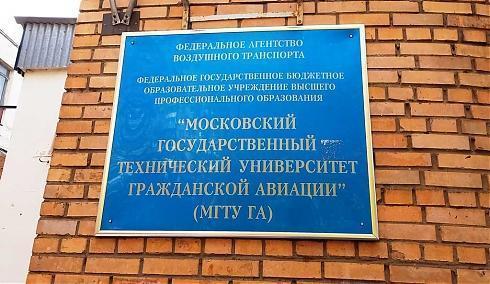 ФЕДЕРАЛЬНОЕ АГЕНТСТВО
ВОЗДУШНОГО ТРАНСПОРТА
ФЕДЕРАЛЬНОЕ ГОСУДАРСТВЕННОЕ БЮДЖЕТНОЕ
ОБРАЗОВАТЕЛЬНОЕ УЧРЕЖДЕНИЕ ВЫСШЕГО
ПРОФЕССИОНАЛЬНОГО ОБРАЗОВАНИЯ
“МОСКОВСКИЙ
ГОСУДАРСТВЕННЫЙ
ТЕХНИЧЕСКИЙ УНИВЕРСИТЕТ
ГРАЖДАНСКОЙ АВИАЦИИ”
(МГТУ ГА)